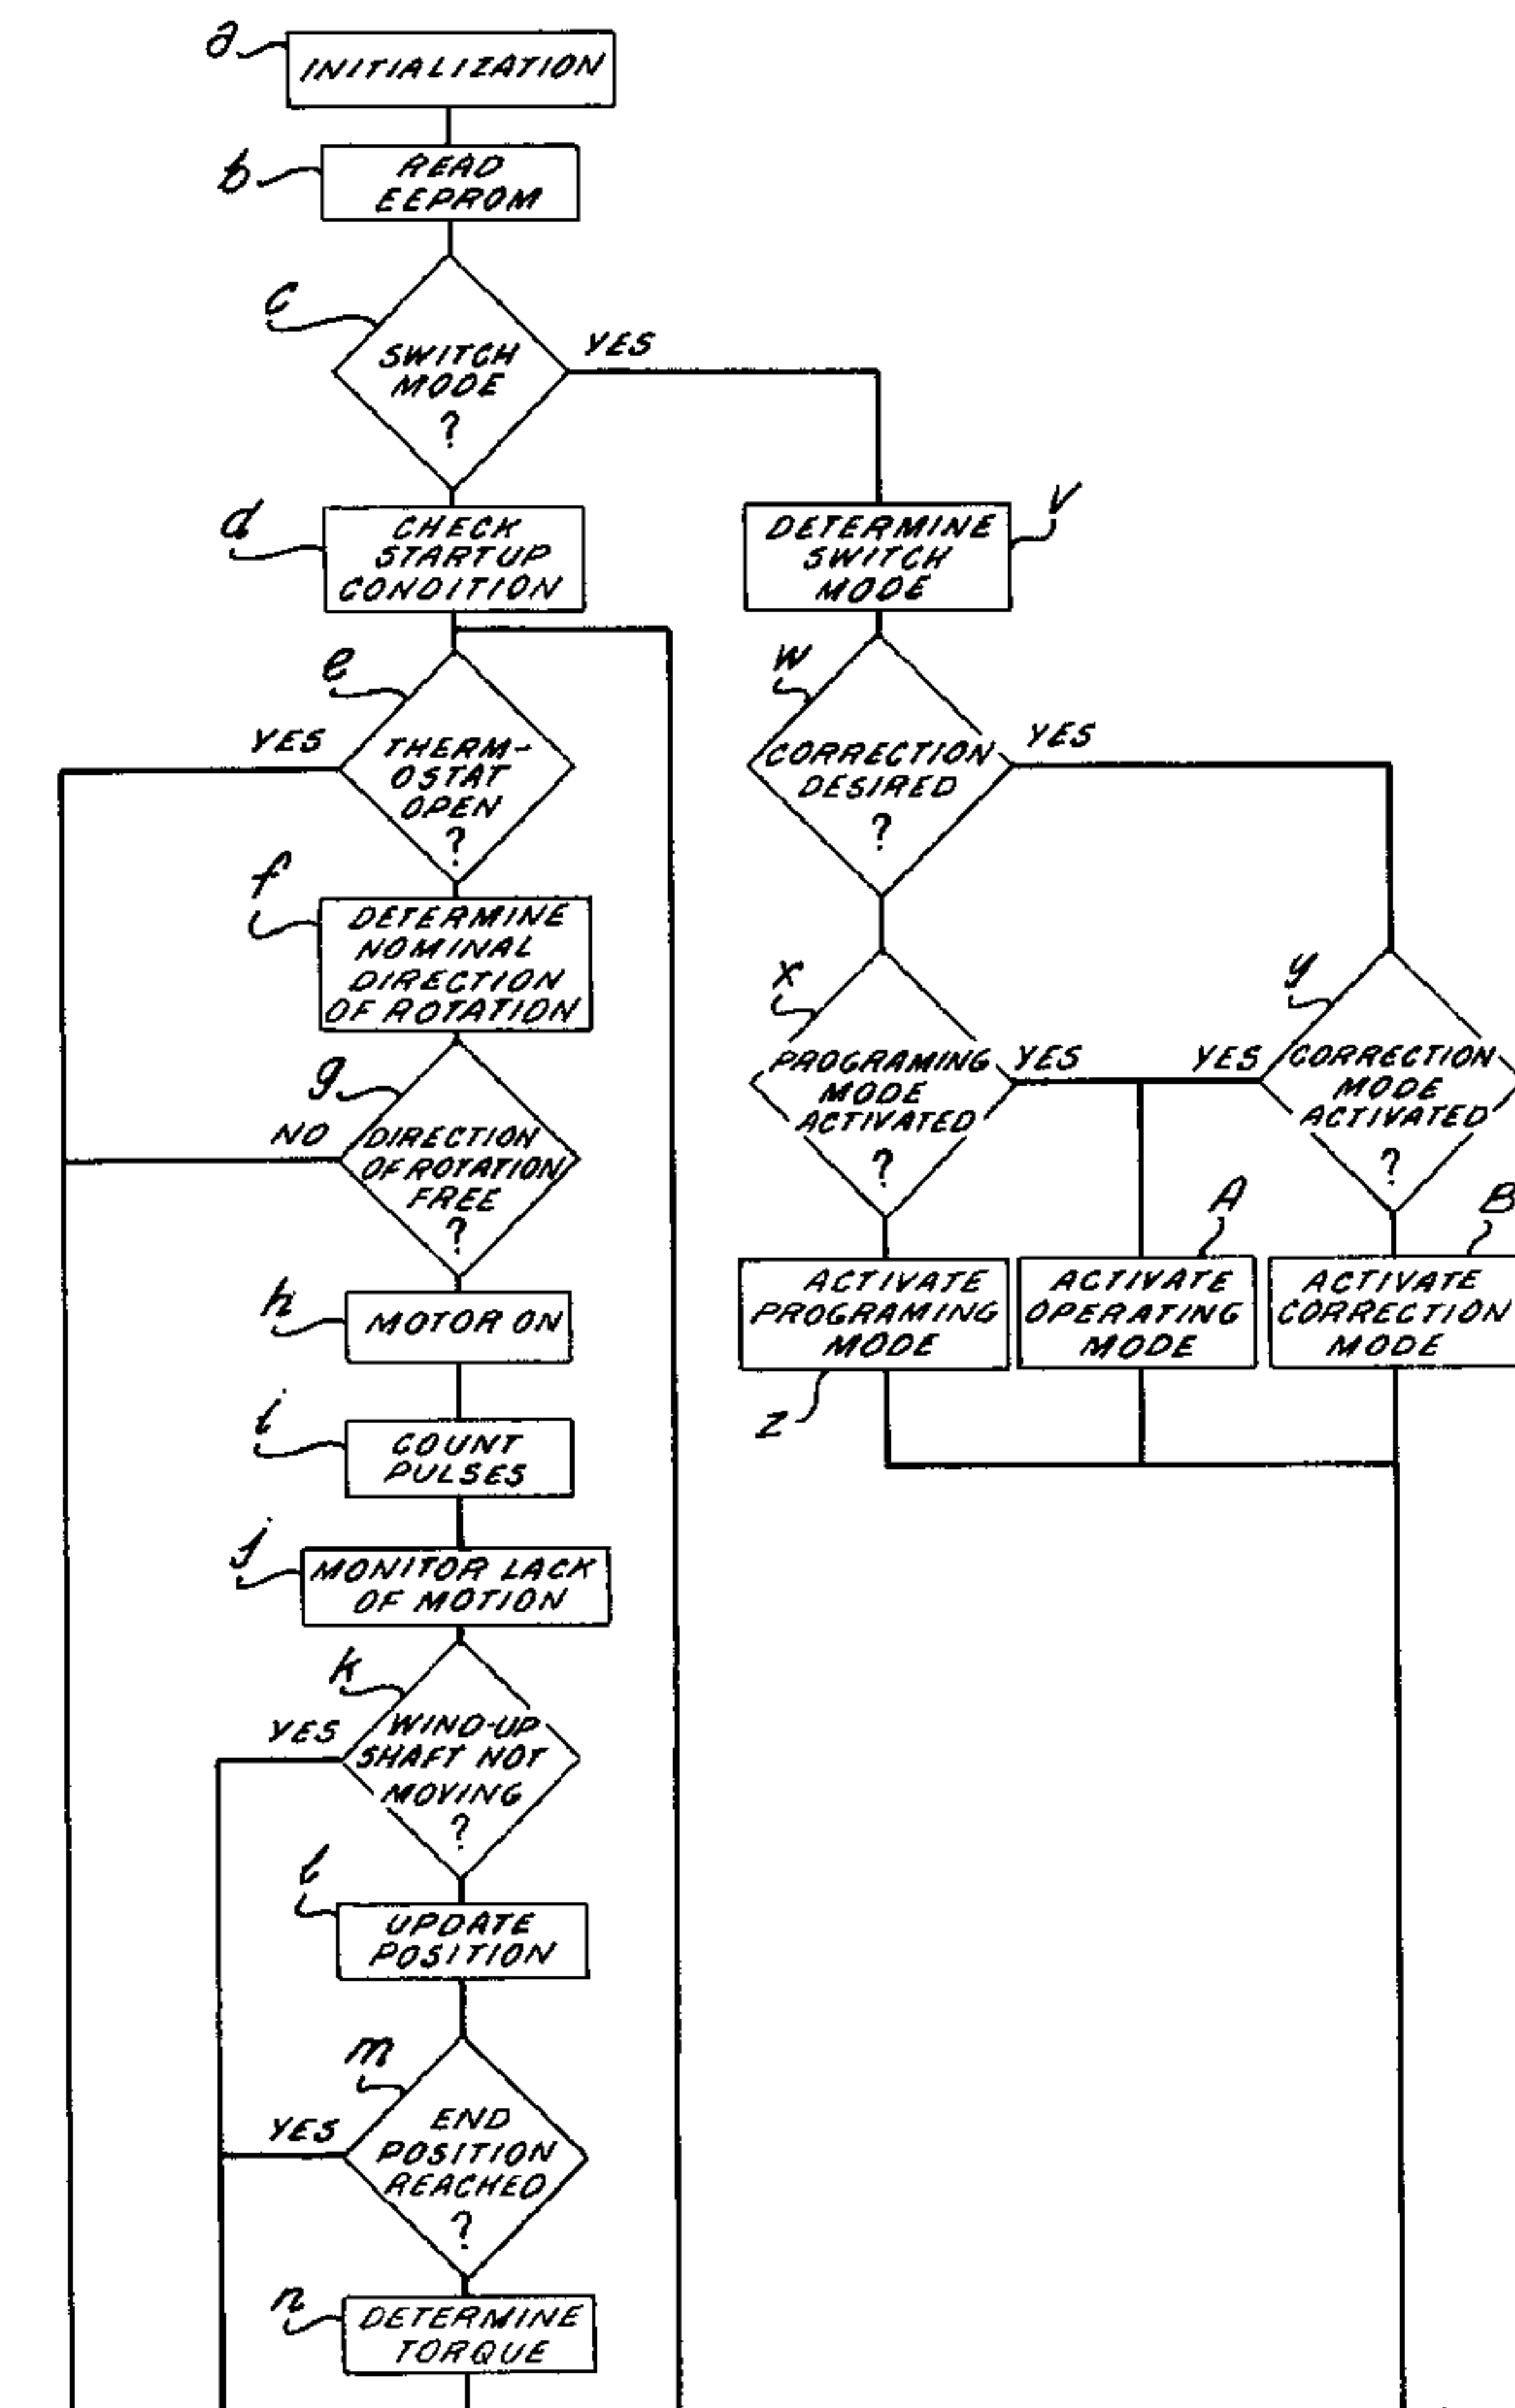 a
INITIALIZATION
b
READ
EEPROM
c
SWITCH
MODE
?
YES
d
CHECK
STARTUP
CONDITION
e
YES
THERM-
OSTAT
OPEN
?
f
DETERMINE
NOMINAL
DIRECTION
OF ROTATION
g
NO
DIRECTION
OF ROTATION
FREE
?
h
MOTOR ON
i
COUNT
PULSES
j
MONITOR LACK
OF MOTION
k
YES
WIND-UP
SHAFT NOT
MOVING
?
l
UPDATE
POSITION
m
YES
END
POSITION
REACHED
?
n
DETERMINE
TORQUE
v
DETERMINE
SWITCH
MODE
w
CORRECTION
DESIRED
?
YES
x
PROGRAMING
MODE
ACTIVATED
?
YES
y
YES
CORRECTION
MODE
ACTIVATED
?
z
ACTIVATE
PROGRAMING
MODE
A
ACTIVATE
OPERATING
MODE
B
ACTIVATE
CORRECTION
MODE